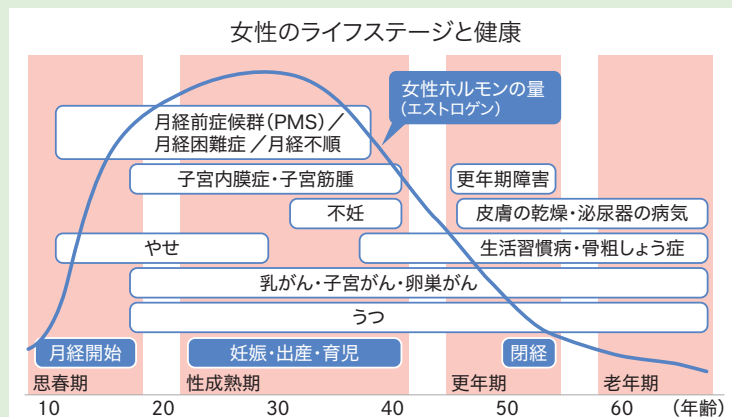 女性のライフステージと健康
女性ホルモンの量
（エストロゲン）
月経前症候群（PMS）／
月経困難症／月経不順
子宮内膜症・子宮筋腫
更年期障害
不妊
皮膚の乾燥・泌尿器の病気
やせ
生活習慣病・骨粗しょう症
乳がん・子宮がん・卵巣がん
うつ
月経開始
妊娠・出産・育児
閉経
思春期
性成熟期
更年期
老年期
10 20 30 40 50 60 （年齢）